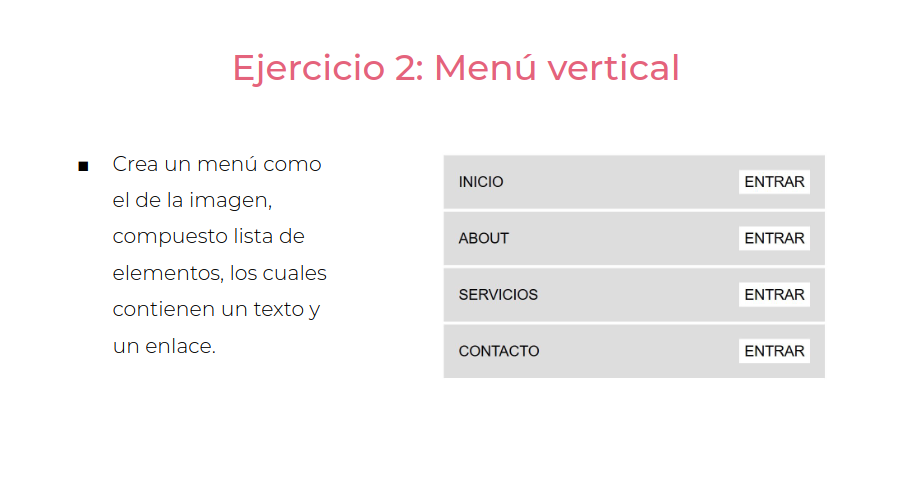 Ejercicio 2: Menú vertical
▪ Crea un menú como
el de la imagen,
compuesto lista de
elementos, los cuales
contienen un texto y
un enlace.
INICIO ENTRAR
ABOUT ENTRAR
SERVICIOS ENTRAR
CONTACTO ENTRAR